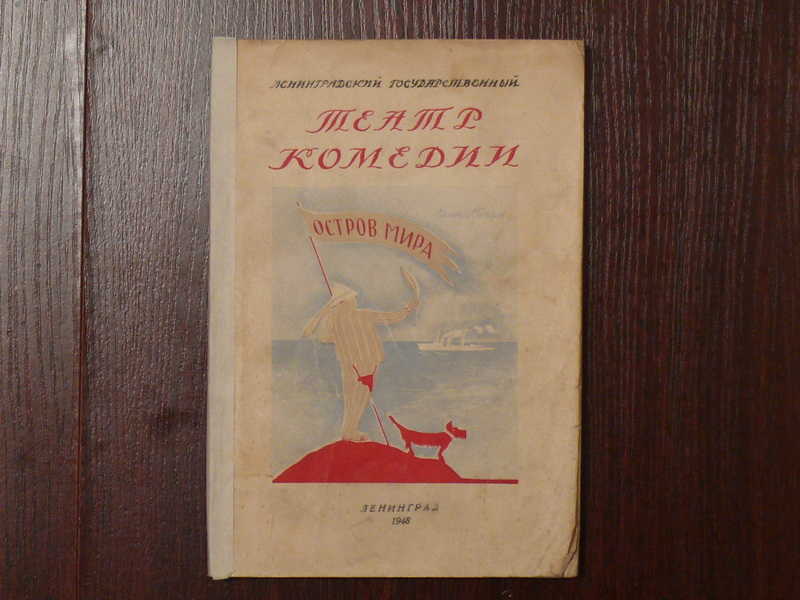 ЛЕНИНГРАДСКИЙ ГОСУДАРСТВЕННЫЙ
ТЕАТР
КОМЕДИИ
ОСТРОВ МИРА
ЛЕНИНГРАД
1948